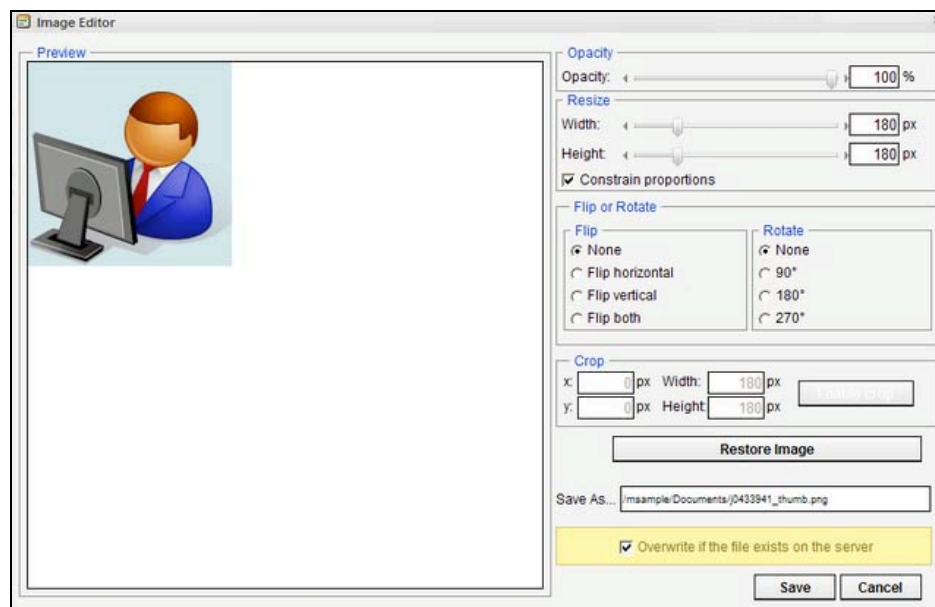 Image Editor
Preview
Opacity
Opacity: 100 %
Resize
Width: 180 px
Height: 180 px
Constrain proportions
Flip or Rotate
Flip
None
Flip horizontal
Flip vertical
Flip both
Rotate
None
90°
180°
270°
Crop
x: 0 px Width: 180 px
y: 0 px Height: 180 px
Restore Image
Save As... /msample/Documents/j0433941_thumb.png
Overwrite if the file exists on the server
Save Cancel